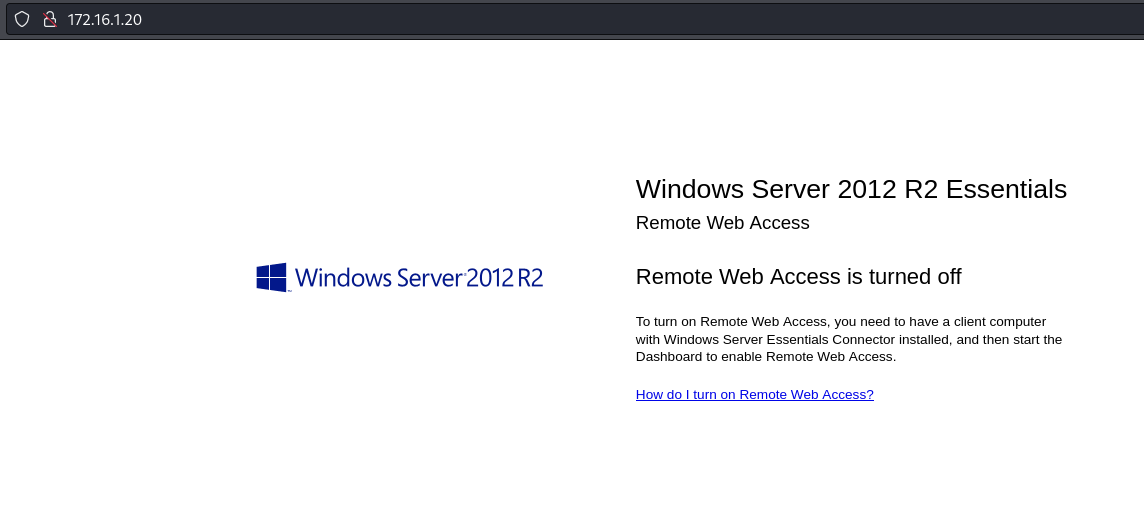 172.16.1.20
Windows Server 2012 R2 Essentials
Remote Web Access
Windows Server 2012 R2
Remote Web Access is turned off
To turn on Remote Web Access, you need to have a client computer
with Windows Server Essentials Connector installed, and then start the
Dashboard to enable Remote Web Access.
How do I turn on Remote Web Access?